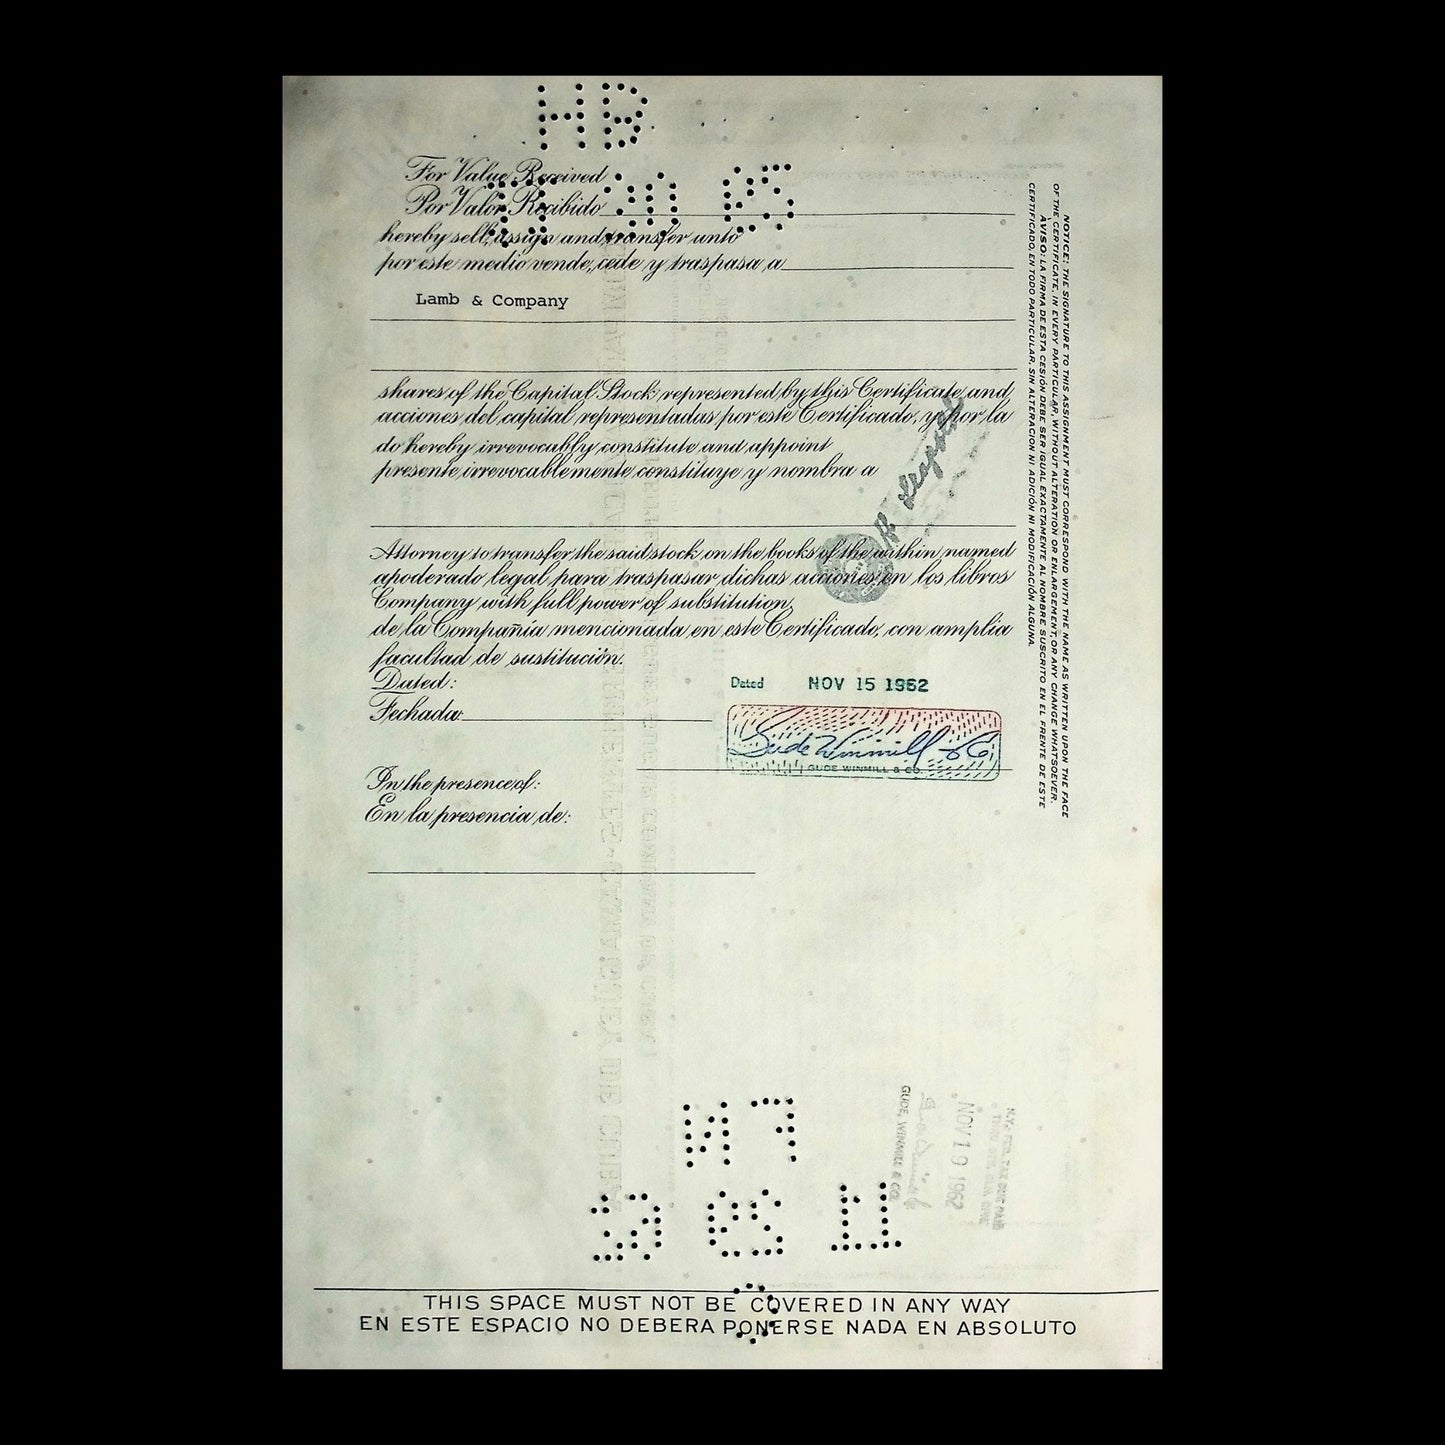 For Value Received
Por Valor Recibido
hereby sell, assign and transfer unto
por este medio vende, cede y traspasa a
Lamb & Company
shares of the Capital Stock represented by this Certificate, and
acciones del capital representadas por este Certificado, y por la
do hereby irrevocably constitute and appoint
presente irrevocablemente constituye y nombra a
Attorney to transfer the said stock on the books of the within named
apoderado legal para traspasar dichas acciones en los libros
Company with full power of substitution.
de la Compañía mencionada en este Certificado, con amplia
facultad de sustitución.
Dated:
Fechada:
Dated NOV 15 1962
Gude Winmill & Co.
GUDE WINMILL & CO.
In the presence of:
En la presencia de:
NOTICE: THE SIGNATURE TO THIS ASSIGNMENT MUST CORRESPOND WITH THE NAME AS WRITTEN UPON THE FACE
OF THE CERTIFICATE, IN EVERY PARTICULAR, WITHOUT ALTERATION OR ENLARGEMENT, OR ANY CHANGE WHATSOEVER.
AVISO: LA FIRMA DE ESTA CESIÓN DEBE SER IGUAL EXACTAMENTE AL NOMBRE SUSCRITO EN EL FRENTE DE ESTE
CERTIFICADO, EN TODO PARTICULAR, SIN ALTERACION NI ADICIÓN NI MODIFICACIÓN ALGUNA.
NOV 19 1962
GUDE, WINMILL & CO.
THIS SPACE MUST NOT BE COVERED IN ANY WAY
EN ESTE ESPACIO NO DEBERA PONERSE NADA EN ABSOLUTO